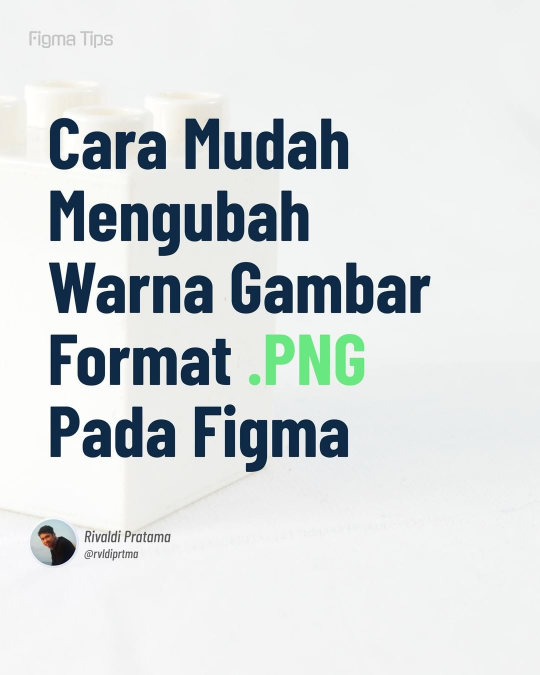 Figma Tips
Cara Mudah
Mengubah
Warna Gambar
Format .PNG
Pada Figma
Rivaldi Pratama
@rvldiprtma